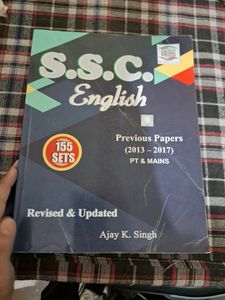 S.S.C.
English
Previous Papers
(2013 – 2017)
PT & MAINS
155
SETS
Revised & Updated
Ajay K. Singh